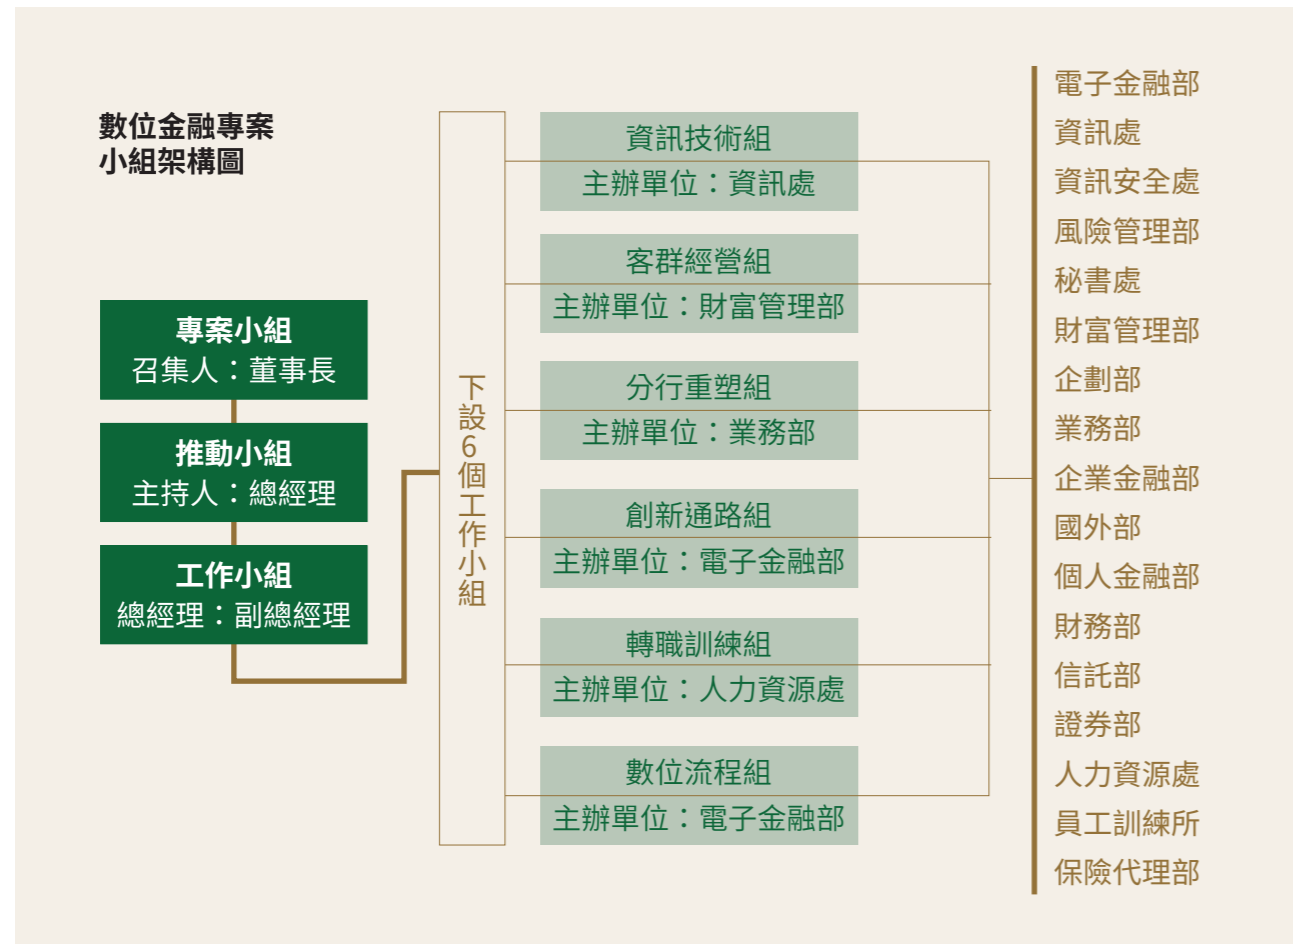 數位金融專案
小組架構圖
專案小組
召集人：董事長
推動小組
主持人：總經理
工作小組
總經理：副總經理
下設6個工作小組
資訊技術組
主辦單位：資訊處
客群經營組
主辦單位：財富管理部
分行重塑組
主辦單位：業務部
創新通路組
主辦單位：電子金融部
轉職訓練組
主辦單位：人力資源處
數位流程組
主辦單位：電子金融部
電子金融部
資訊處
資訊安全處
風險管理部
秘書處
財富管理部
企劃部
業務部
企業金融部
國外部
個人金融部
財務部
信託部
證券部
人力資源處
員工訓練所
保險代理部